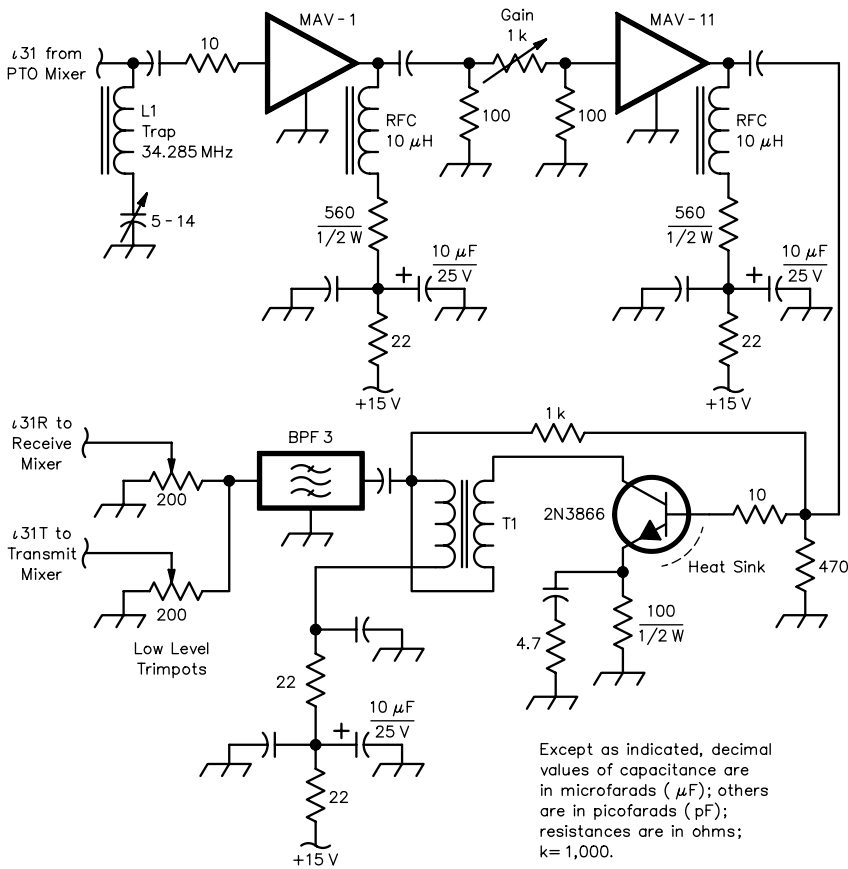 ɩ31 from
PTO Mixer
10
MAV-1
Gain
1 k
MAV-11
L1
Trap
34.285 MHz
5-14
RFC
10 µH
100
100
RFC
10 µH
560
1/2 W
10 µF
25 V
560
1/2 W
10 µF
25 V
22
+15 V
22
+15 V
ɩ31R to
Receive
Mixer
200
BPF 3
1 k
T1
2N3866
10
Heat Sink
470
ɩ31T to
Transmit
Mixer
200
Low Level
Trimpots
4.7
100
1/2 W
22
10 µF
25 V
22
+15 V
Except as indicated, decimal
values of capacitance are
in microfarads ( µF); others
are in picofarads ( pF);
resistances are in ohms;
k= 1,000.